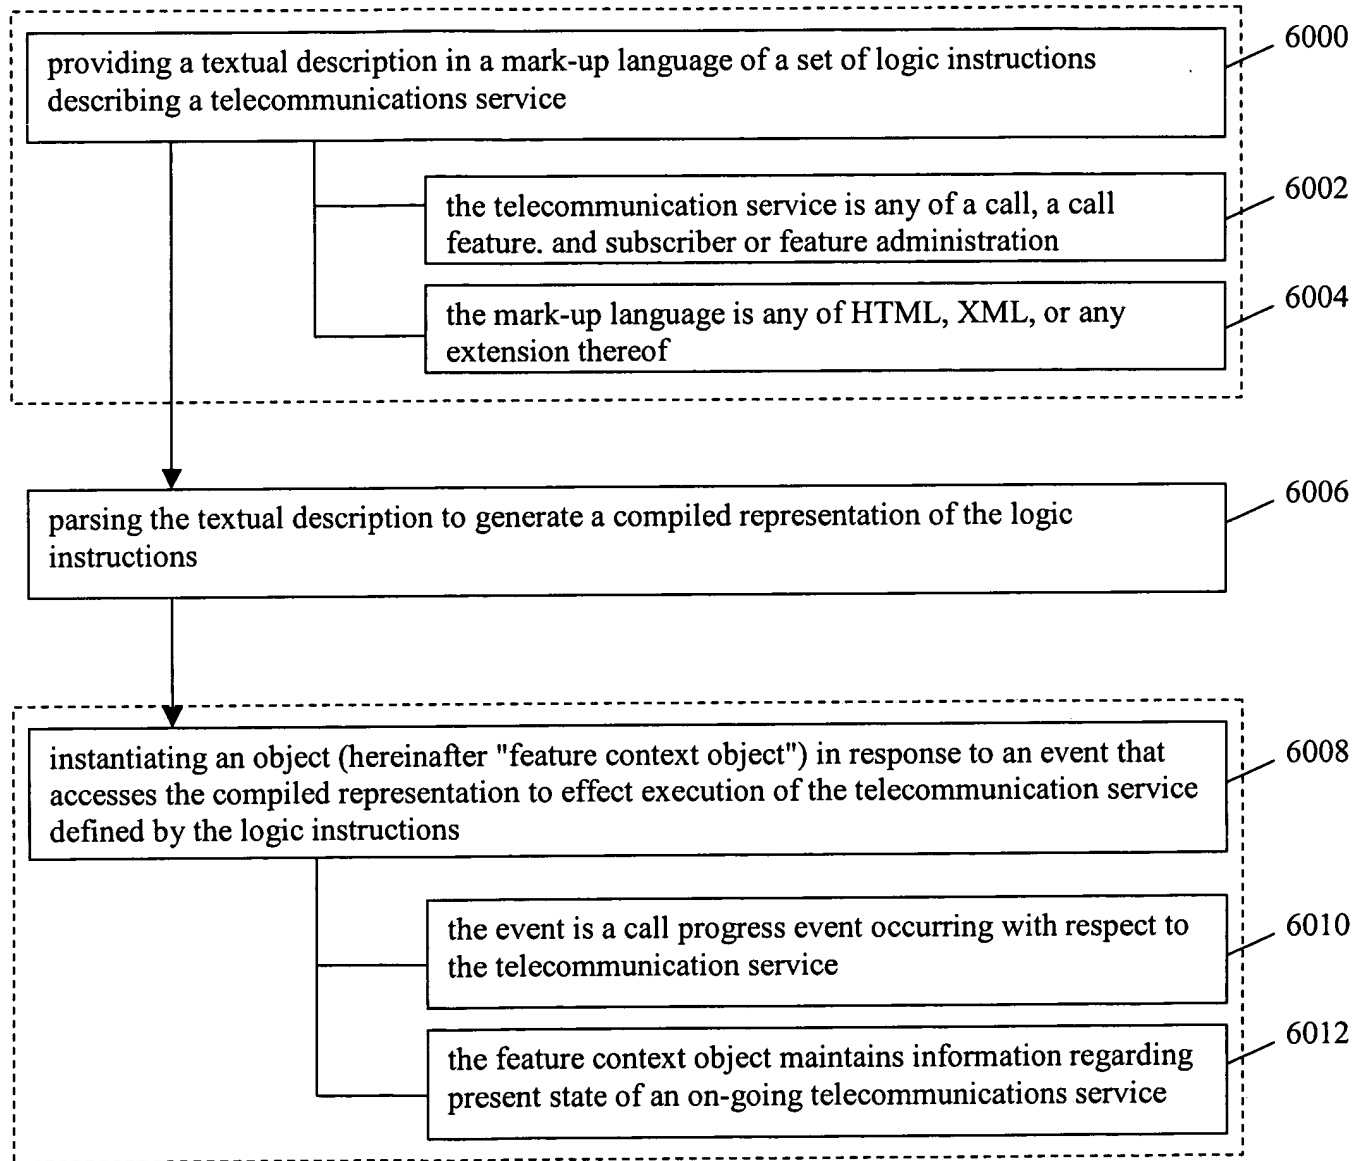 6000
providing a textual description in a mark-up language of a set of logic instructions
describing a telecommunications service
6002
the telecommunication service is any of a call, a call
feature. and subscriber or feature administration
6004
the mark-up language is any of HTML, XML, or any
extension thereof
6006
parsing the textual description to generate a compiled representation of the logic
instructions
6008
instantiating an object (hereinafter "feature context object") in response to an event that
accesses the compiled representation to effect execution of the telecommunication service
defined by the logic instructions
6010
the event is a call progress event occurring with respect to
the telecommunication service
6012
the feature context object maintains information regarding
present state of an on-going telecommunications service